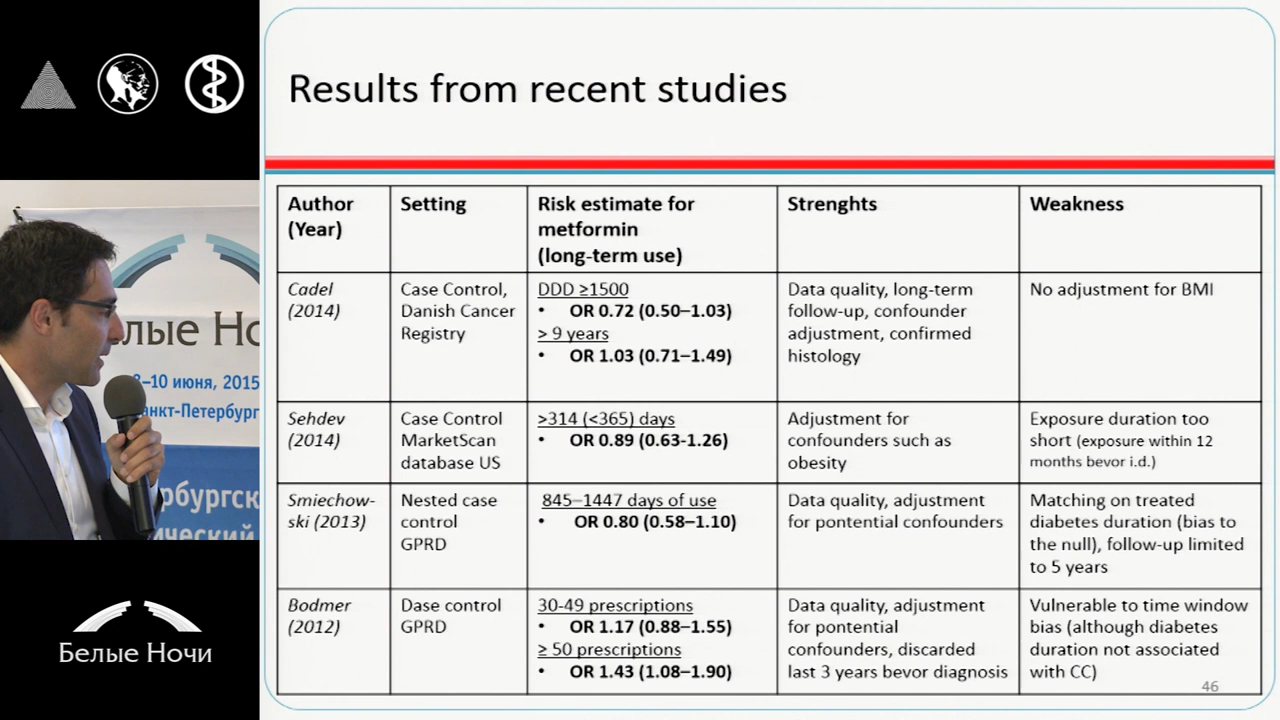 Results from recent studies
Author
(Year)
Setting
Risk estimate for
metformin
(long-term use)
Strenghts
Weakness
Cadel
(2014)
Case Control,
Danish Cancer
Registry
DDD ≥1500
• OR 0.72 (0.50–1.03)
> 9 years
• OR 1.03 (0.71–1.49)
Data quality, long-term
follow-up, confounder
adjustment, confirmed
histology
No adjustment for BMI
Sehdev
(2014)
Case Control
MarketScan
database US
>314 (<365) days
• OR 0.89 (0.63-1.26)
Adjustment for
confounders such as
obesity
Exposure duration too
short (exposure within 12
months bevor i.d.)
Smiechow-
ski (2013)
Nested case
control
GPRD
845–1447 days of use
• OR 0.80 (0.58–1.10)
Data quality, adjustment
for pontential confounders
Matching on treated
diabetes duration (bias to
the null), follow-up limited
to 5 years
Bodmer
(2012)
Dase control
GPRD
30-49 prescriptions
• OR 1.17 (0.88–1.55)
≥ 50 prescriptions
• OR 1.43 (1.08–1.90)
Data quality, adjustment
for pontential
confounders, discarded
last 3 years bevor diagnosis
Vulnerable to time window
bias (although diabetes
duration not associated
with CC)
46
елые Но
8–10 июня, 2015
анкт-Петербург
рбургск
ический
Белые Ночи